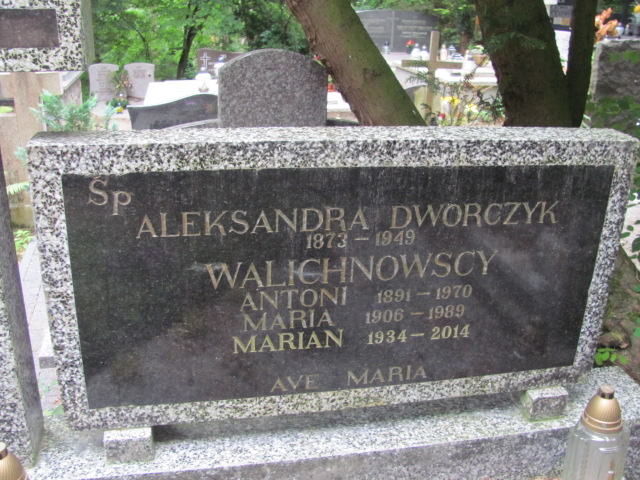 Śp
ALEKSANDRA DWORCZYK
1873 - 1949
WALICHNOWSCY
ANTONI 1891 - 1970
MARIA 1906 - 1989
MARIAN 1934 - 2014
AVE MARIA